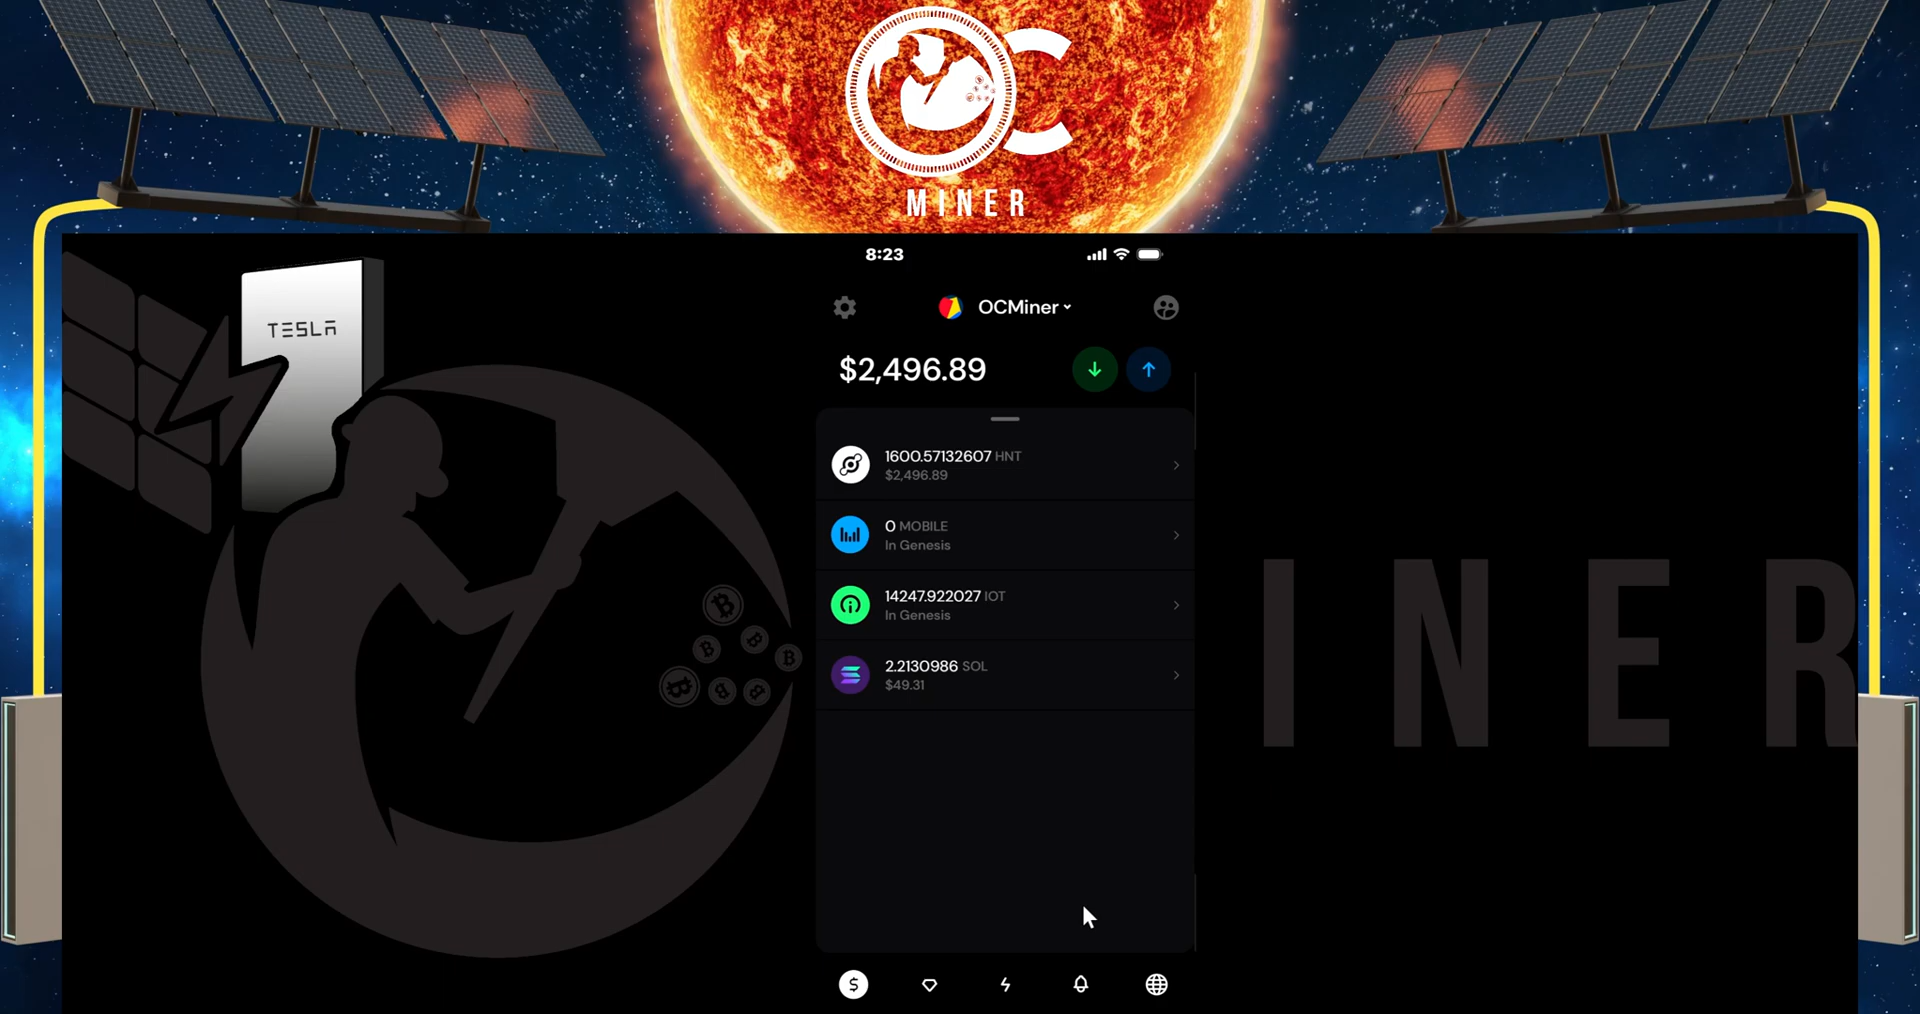 C
MINER
8:23
TESLA
OCMiner
$2,496.89
1600.57132607 HNT
$2,496.89
0 MOBILE
In Genesis
14247.922027 IOT
In Genesis
2.2130986 SOL
$49.31
INER